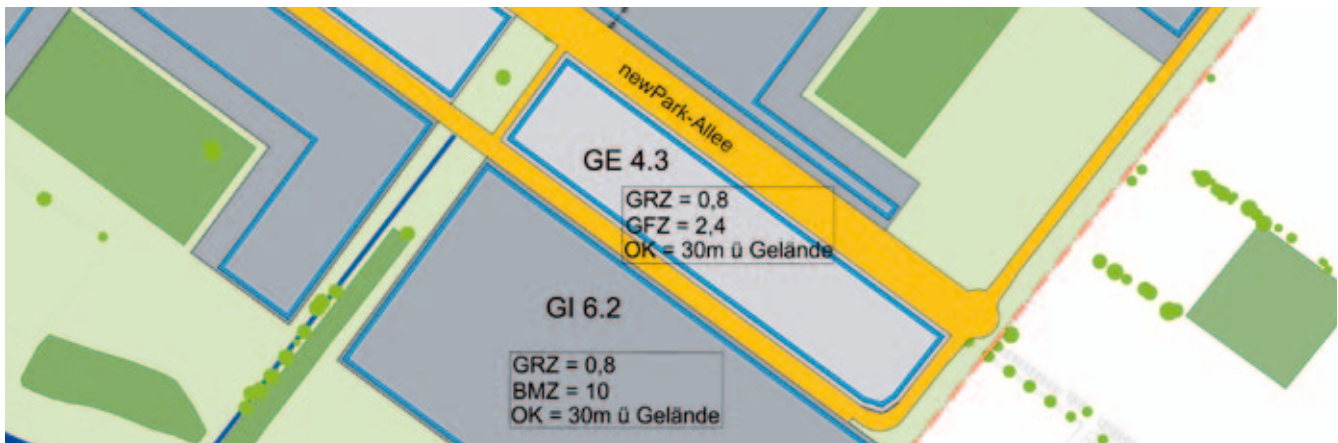 newPark-Allee
GE 4.3
GRZ = 0,8
GFZ = 2,4
OK = 30m ü Gelände
GI 6.2
GRZ = 0,8
BMZ = 10
OK = 30m ü Gelände